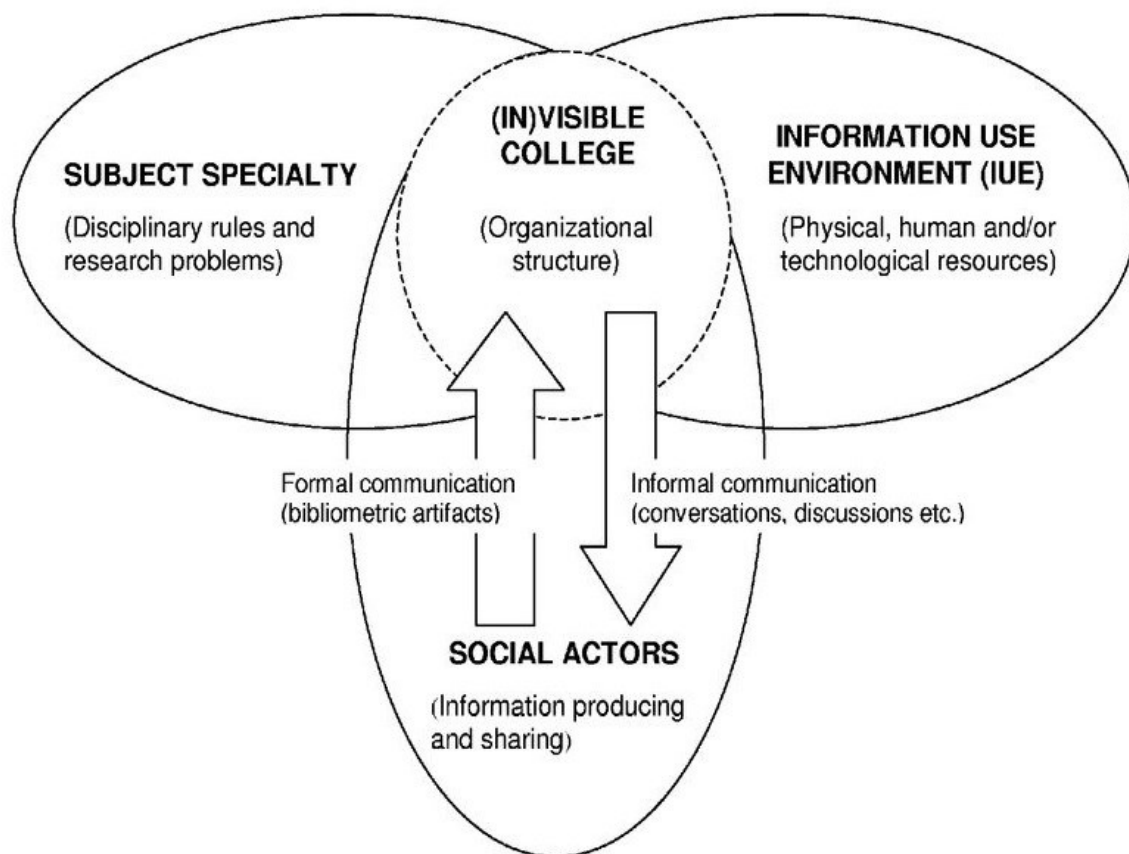 (IN)VISIBLE
COLLEGE
(Organizational
structure)
SUBJECT SPECIALTY
(Disciplinary rules and
research problems)
INFORMATION USE
ENVIRONMENT (IUE)
(Physical, human and/or
technological resources)
Formal communication
(bibliometric artifacts)
Informal communication
(conversations, discussions etc.)
SOCIAL ACTORS
(Information producing
and sharing)